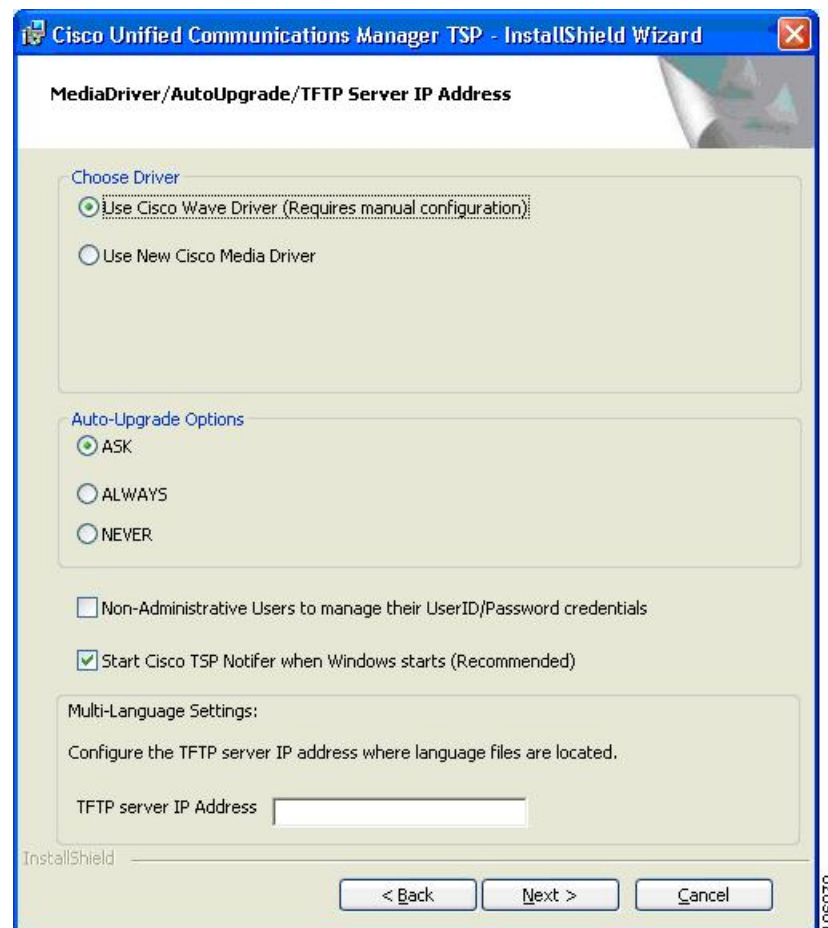 Cisco Unified Communications Manager TSP - InstallShield Wizard
MediaDriver/AutoUpgrade/TFTP Server IP Address
Choose Driver
Use Cisco Wave Driver (Requires manual configuration)
Use New Cisco Media Driver
Auto-Upgrade Options
ASK
ALWAYS
NEVER
Non-Administrative Users to manage their UserID/Password credentials
Start Cisco TSP Notifer when Windows starts (Recommended)
Multi-Language Settings:
Configure the TFTP server IP address where language files are located.
TFTP server IP Address
InstallShield
< Back
Next >
Cancel